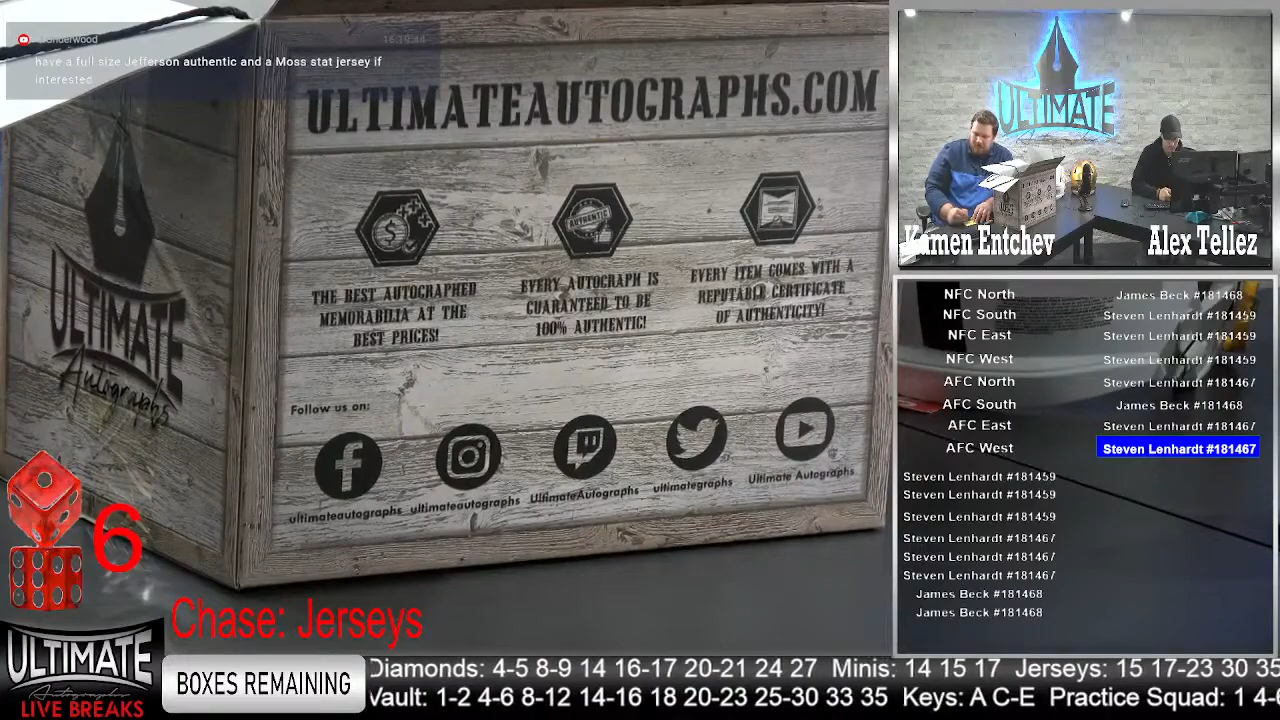 16:19:44
have a full size Jefferson authentic and a Moss stat jersey if
interested
ULTIMATEAUTOGRAPHS.COM
ULTIMATE
Autographs
THE BEST AUTOGRAPHED
MEMORABILIA AT THE
BEST PRICES!
AUTHENTIC
EVERY AUTOGRAPH IS
GUARANTEED TO BE
100% AUTHENTIC!
EVERY ITEM COMES WITH A
REPUTABLE CERTIFICATE
OF AUTHENTICITY!
Follow us on:
ultimateautographs
ultimateautographs
UltimateAutographs
ultimategraphs
Ultimate Autographs
ULTIMATE
Kamen Entchev
Alex Tellez
NFC North James Beck #181468
NFC South Steven Lenhardt #181459
NFC East Steven Lenhardt #181459
NFC West Steven Lenhardt #181459
AFC North Steven Lenhardt #181467
AFC South James Beck #181468
AFC East Steven Lenhardt #181467
AFC West Steven Lenhardt #181467
Steven Lenhardt #181459
Steven Lenhardt #181459
Steven Lenhardt #181459
Steven Lenhardt #181467
Steven Lenhardt #181467
Steven Lenhardt #181467
James Beck #181468
James Beck #181468
6
Chase: Jerseys
ULTIMATE
Autographs
LIVE BREAKS
BOXES REMAINING
Diamonds: 4-5 8-9 14 16-17 20-21 24 27 Minis: 14 15 17 Jerseys: 15 17-23 30 35
Vault: 1-2 4-6 8-12 14-16 18 20-23 25-30 33 35 Keys: A C-E Practice Squad: 1 4-6